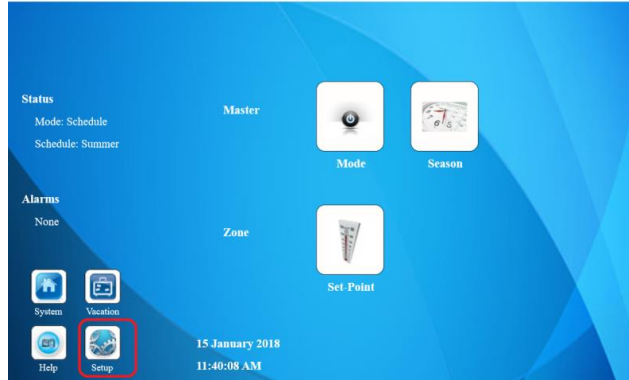 Status
Mode: Schedule
Schedule: Summer
Master
Mode
Season
Alarms
None
Zone
Set-Point
System
Vacation
Help
Setup
15 January 2018
11:40:08 AM